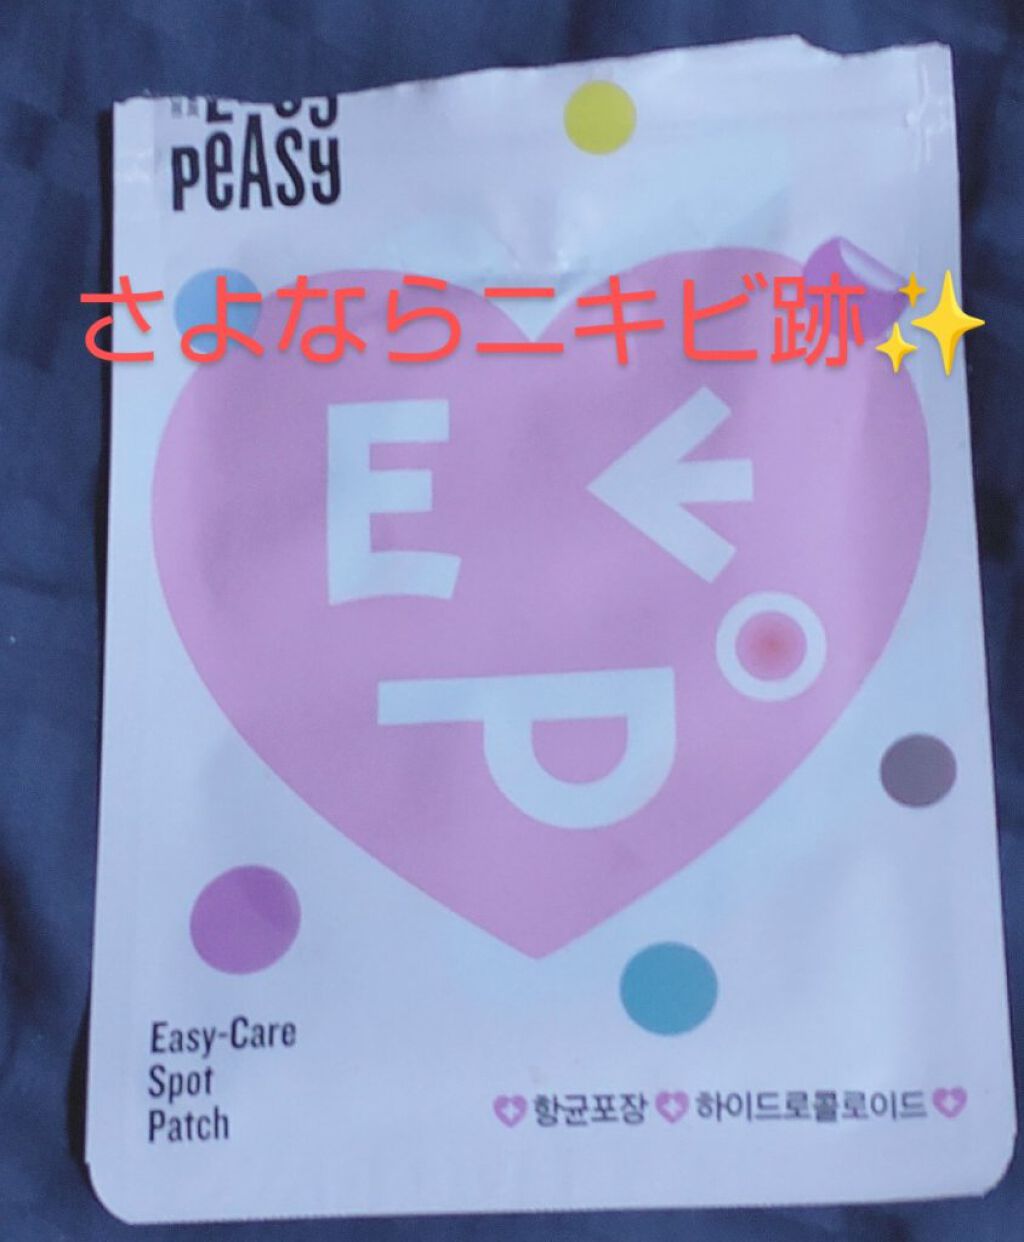 PEASY
さよならニキビ跡✨
E
P
Easy-Care
Spot
Patch
항균포장 하이드로콜로이드